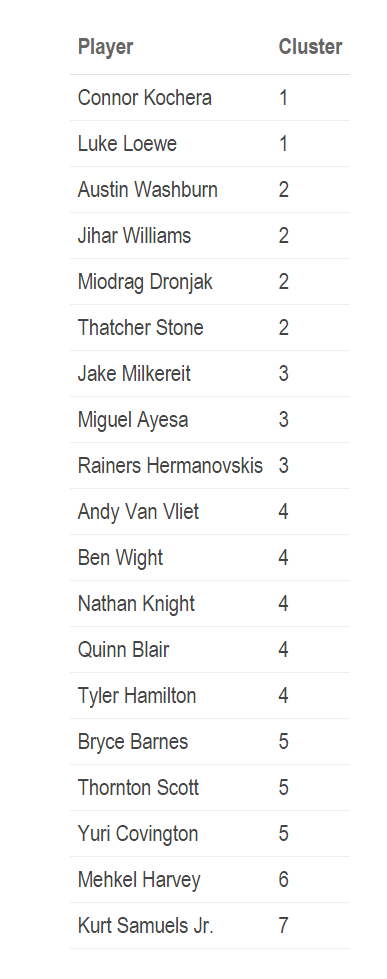 Player Cluster
Connor Kochera 1
Luke Loewe 1
Austin Washburn 2
Jihar Williams 2
Miodrag Dronjak 2
Thatcher Stone 2
Jake Milkereit 3
Miguel Ayesa 3
Rainers Hermanovskis 3
Andy Van Vliet 4
Ben Wight 4
Nathan Knight 4
Quinn Blair 4
Tyler Hamilton 4
Bryce Barnes 5
Thornton Scott 5
Yuri Covington 5
Mehkel Harvey 6
Kurt Samuels Jr. 7